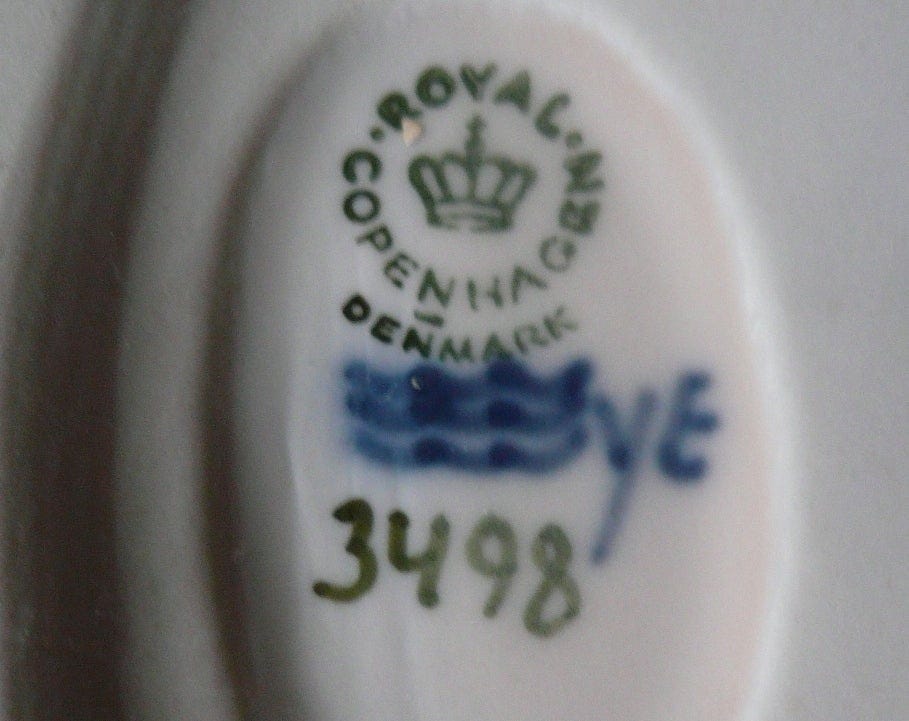 ROYAL
COPENHAGEN
DENMARK
YE
3498